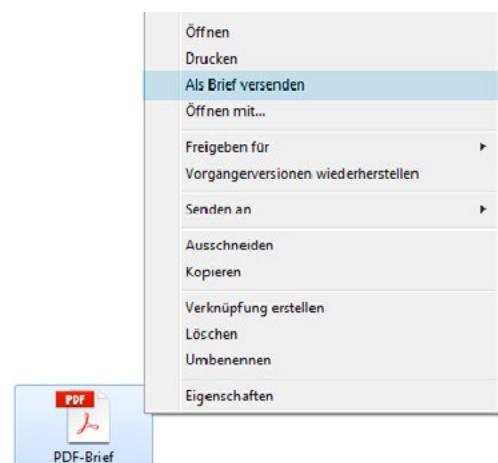 Öffnen
Drucken
Als Brief versenden
Öffnen mit...
Freigeben für
Vorgängerversionen wiederherstellen
Senden an
Ausschneiden
Kopieren
Verknüpfung erstellen
Löschen
Umbenennen
Eigenschaften
PDF
PDF-Brief